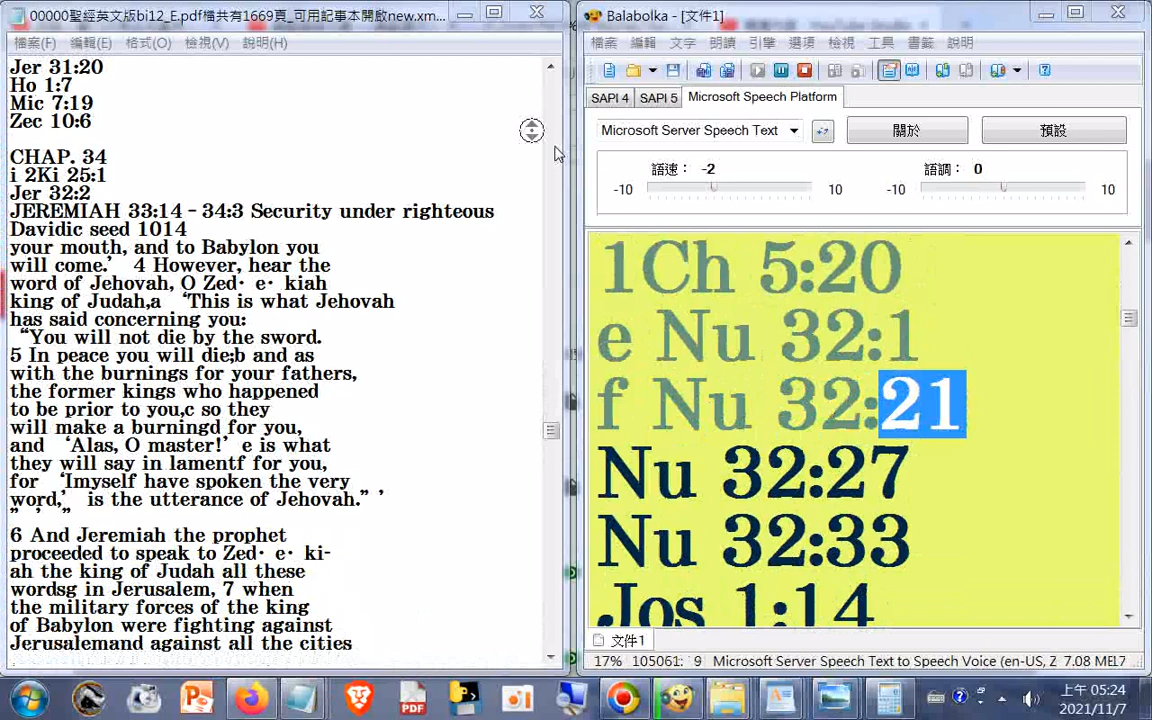 00000聖經英文版bi12_E.pdf檔共有1669頁_可用記事本開啟new.xm...
檔案(F) 編輯(E) 格式(O) 檢視(V) 說明(H)
Jer 31:20
Ho 1:7
Mic 7:19
Zec 10:6
CHAP. 34
i 2Ki 25:1
Jer 32:2
JEREMIAH 33:14–34:3 Security under righteous
Davidic seed 1014
your mouth, and to Babylon you
will come.’ 4 However, hear the
word of Jehovah, O Zed·e·kiah
king of Judah,a ‘This is what Jehovah
has said concerning you:
“You will not die by the sword.
5 In peace you will die;b and as
with the burnings for your fathers,
the former kings who happened
to be prior to you,c so they
will make a burningd for you,
and ‘Alas, O master!’ e is what
they will say in lamentf for you,
for ‘Imyself have spoken the very
word,’ is the utterance of Jehovah.” ’
” ’ ”
6 And Jeremiah the prophet
proceeded to speak to Zed·e·ki-
ah the king of Judah all these
wordsg in Jerusalem, 7 when
the military forces of the king
of Babylon were fighting against
Jerusalemand against all the cities
Balabolka - [文件1]
檔案 編輯 文字 朗讀 引擎 選項 檢視 工具 書籤 說明
SAPI 4 SAPI 5 Microsoft Speech Platform
Microsoft Server Speech Text 關於 預設
語速： -2 語調： 0
-10 10 -10 10
1Ch 5:20
e Nu 32:1
f Nu 32:21
Nu 32:27
Nu 32:33
Jos 1:14
文件1
17% 105061: 9 Microsoft Server Speech Text to Speech Voice (en-US, Z 7.08 ME17%
上午 05:24
2021/11/7